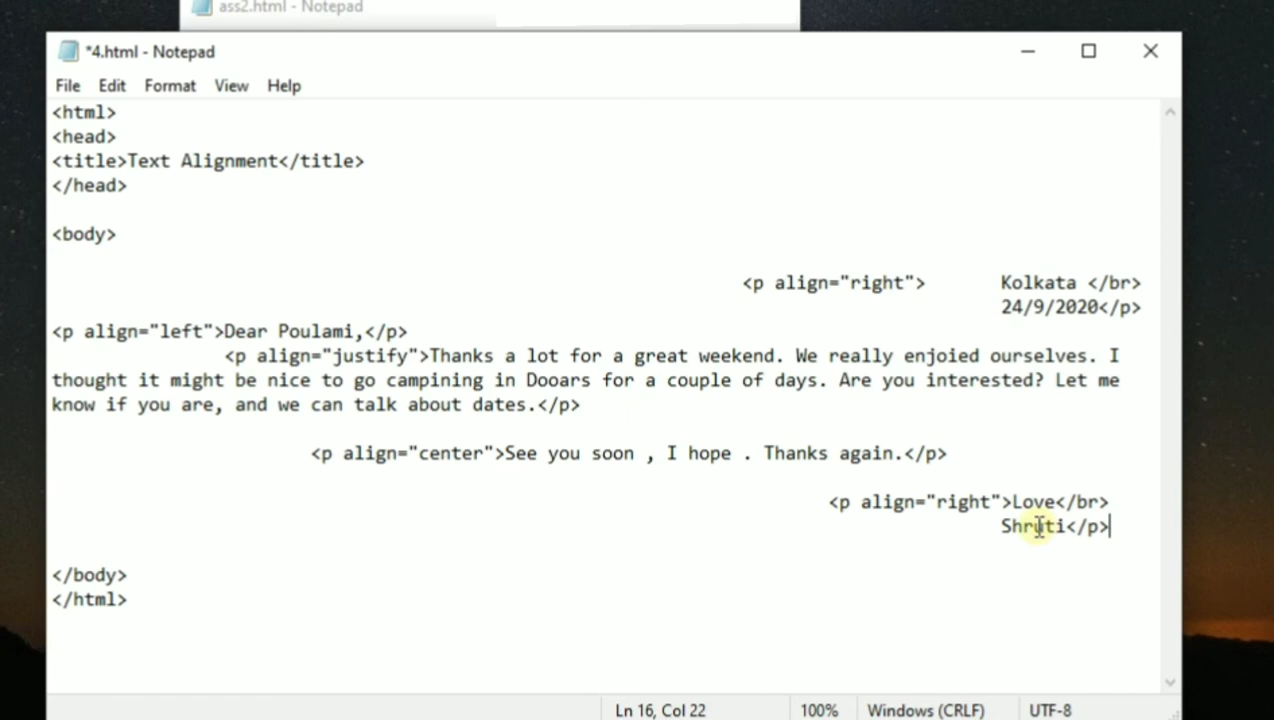 ass2.html - Notepad
*4.html - Notepad
File Edit Format View Help
<html>
<head>
<title>Text Alignment</title>
</head>
<body>
<p align="right"> Kolkata </br>
24/9/2020</p>
<p align="left">Dear Poulami,</p>
<p align="justify">Thanks a lot for a great weekend. We really enjoied ourselves. I
thought it might be nice to go campining in Dooars for a couple of days. Are you interested? Let me
know if you are, and we can talk about dates.</p>
<p align="center">See you soon , I hope . Thanks again.</p>
<p align="right">Love</br>
Shruti</p>
</body>
</html>
Ln 16, Col 22 100% Windows (CRLF) UTF-8